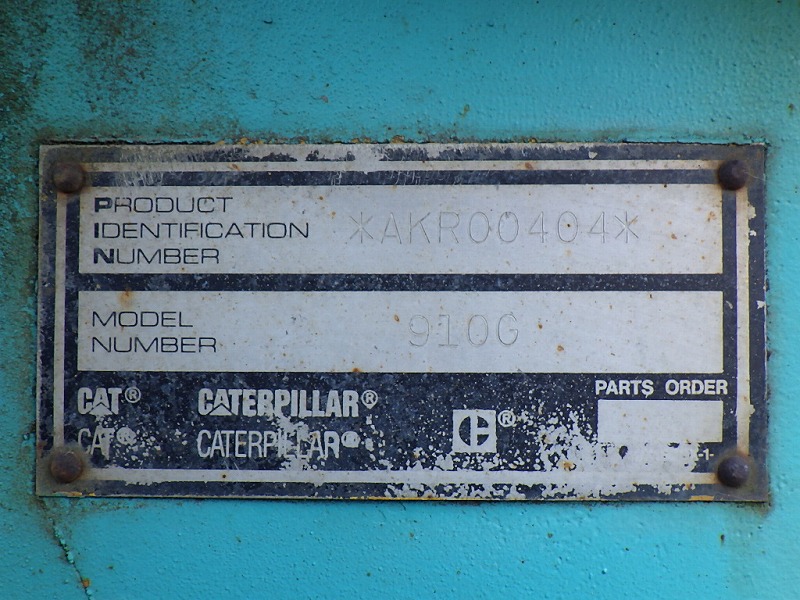 PRODUCT
IDENTIFICATION
NUMBER
*AKR00404*
MODEL
NUMBER
910G
CAT® CATERPILLAR®
PARTS ORDER
CAT® CATERPILLAR® C®